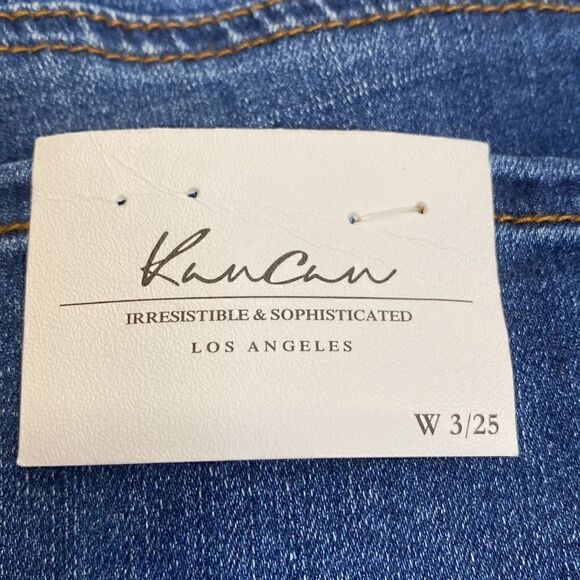 KanCan
IRRESISTIBLE & SOPHISTICATED
LOS ANGELES
W 3/25